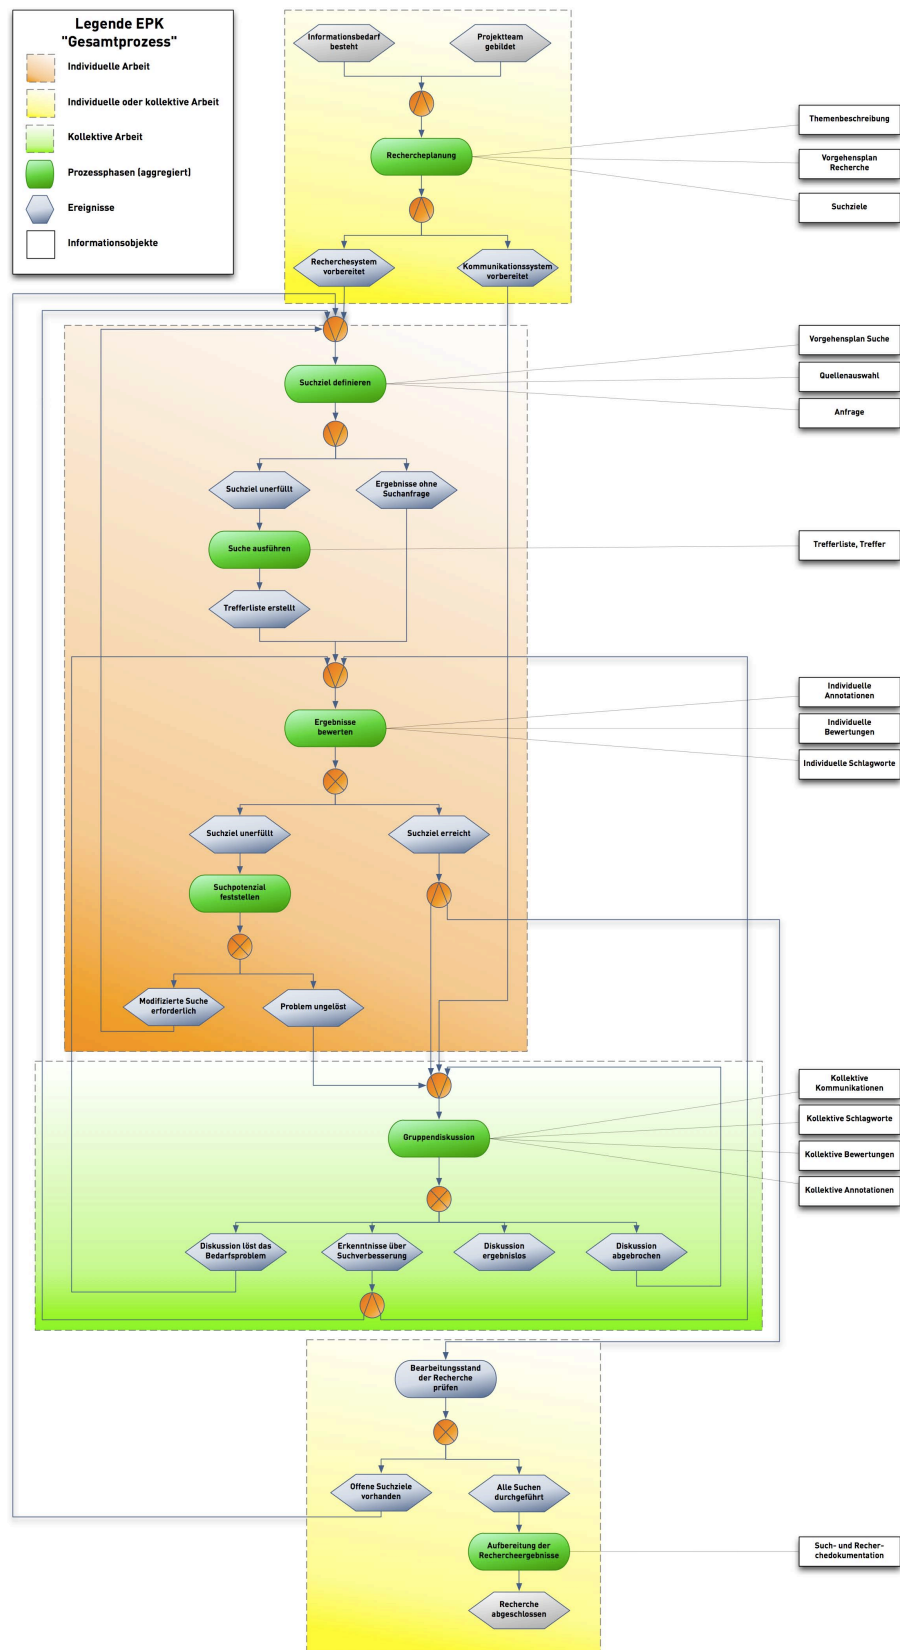 Legende EPK
"Gesamtprozess"
Individuelle Arbeit
Individuelle oder kollektive Arbeit
Kollektive Arbeit
Prozessphasen (aggregiert)
Ereignisse
Informationsobjekte
Informationsbedarf
besteht
Projektteam
gebildet
Rechercheplanung
Themenbeschreibung
Vorgehensplan
Recherche
Suchziele
Recherchesystem
vorbereitet
Kommunikationssystem
vorbereitet
Suchziel definieren
Vorgehensplan Suche
Quellenauswahl
Anfrage
Suchziel unerfüllt
Ergebnisse ohne
Suchanfrage
Suche ausführen
Trefferliste, Treffer
Trefferliste erstellt
Ergebnisse
bewerten
Individuelle
Annotationen
Individuelle
Bewertungen
Individuelle Schlagworte
Suchziel unerfüllt
Suchziel erreicht
Suchpotenzial
feststellen
Modifizierte Suche
erforderlich
Problem ungelöst
Gruppendiskussion
Kollektive
Kommunikationen
Kollektive Schlagworte
Kollektive Bewertungen
Kollektive Annotationen
Diskussion löst das
Bedarfsproblem
Erkenntnisse über
Suchverbesserung
Diskussion
ergebnislos
Diskussion
abgebrochen
Bearbeitungsstand
der Recherche
prüfen
Offene Suchziele
vorhanden
Alle Suchen
durchgeführt
Aufbereitung der
Rechercheergebnisse
Such- und Recher-
chedokumentation
Recherche
abgeschlossen